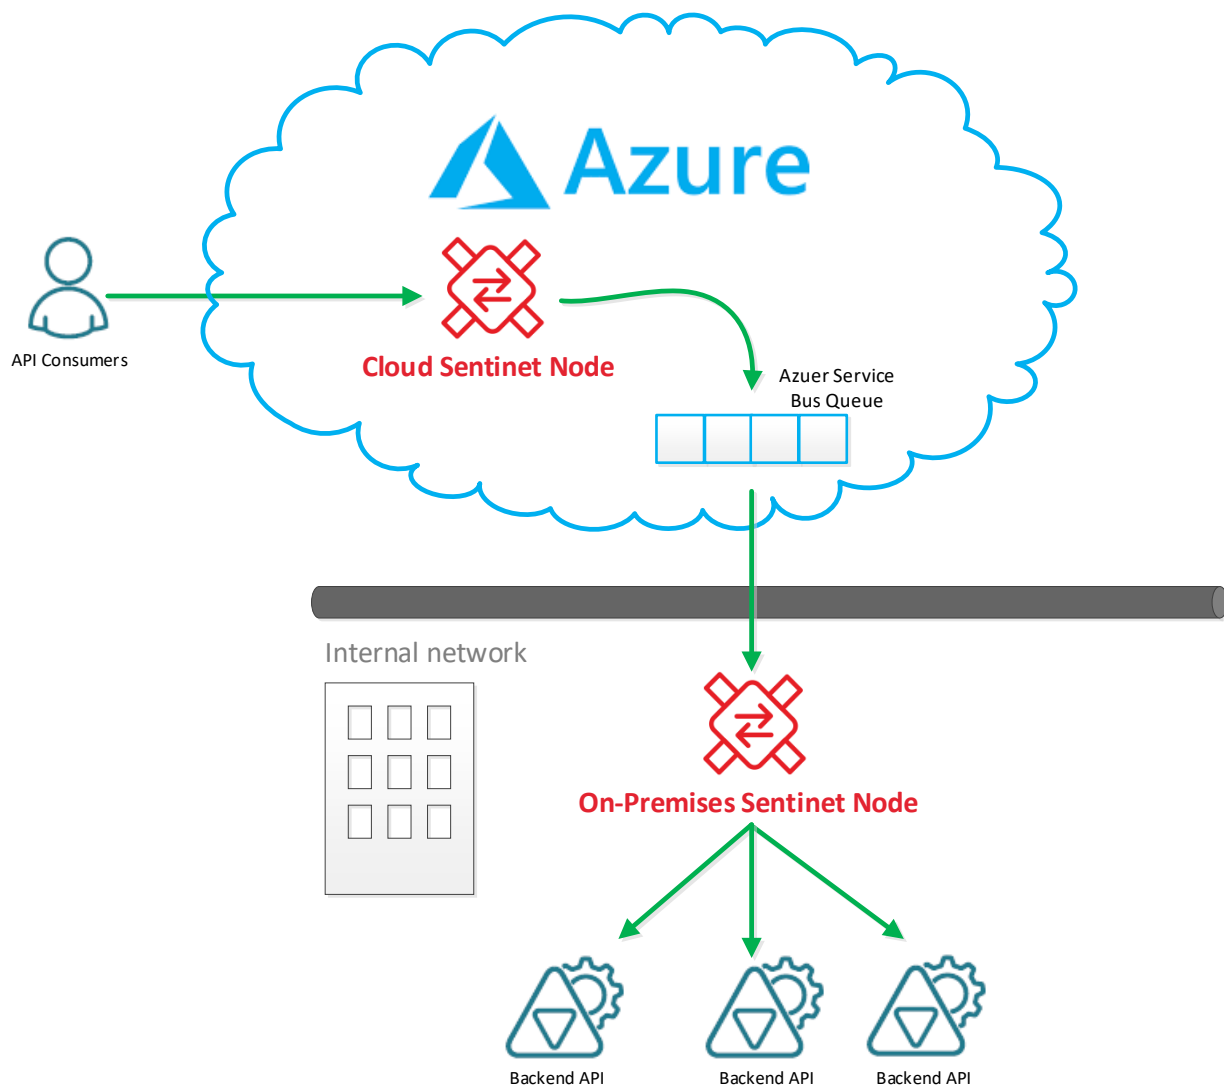 Azure
API Consumers
Cloud Sentinet Node
Azuer Service
Bus Queue
Internal network
On-Premises Sentinet Node
Backend API
Backend API
Backend API